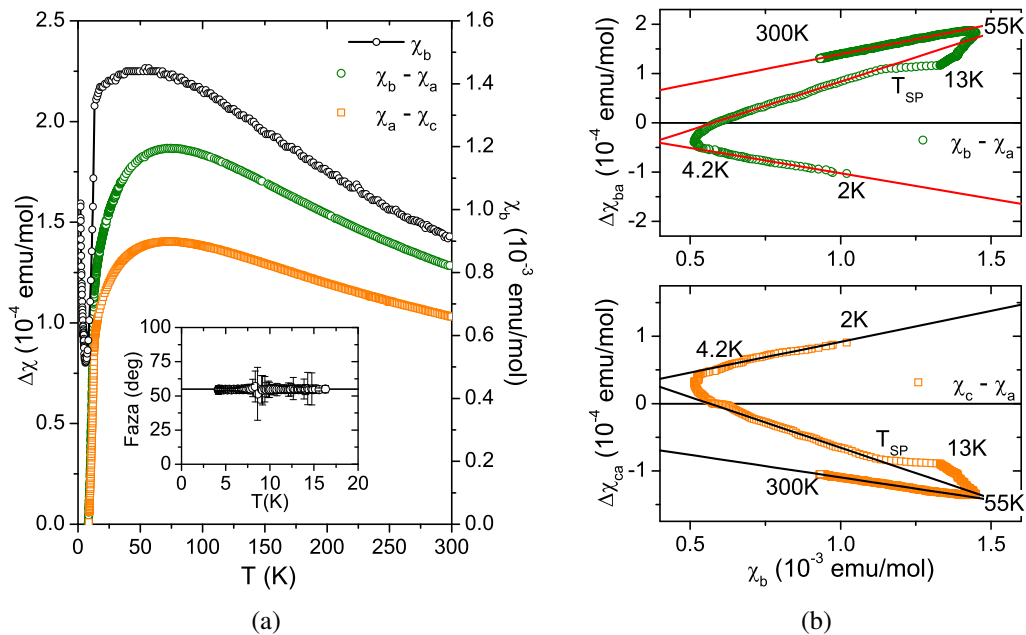 2.5
2.0
1.5
1.0
0.5
0.0
Δχ (10⁻⁴ emu/mol)
1.6
1.4
1.2
1.0
0.8
0.6
0.4
0.2
0.0
χb (10⁻³ emu/mol)
χb
χb - χa
χa - χc
100
75
50
25
0
Faza (deg)
0 5 10 15 20
T(K)
0 50 100 150 200 250 300
T (K)
(a)
2
1
0
-1
-2
Δχba (10⁻⁴ emu/mol)
300K
55K
13K
TSP
4.2K
2K
χb - χa
0.5 1.0 1.5
1
0
-1
Δχca (10⁻⁴ emu/mol)
2K
4.2K
χc - χa
TSP
13K
300K
55K
0.5 1.0 1.5
χb (10⁻³ emu/mol)
(b)